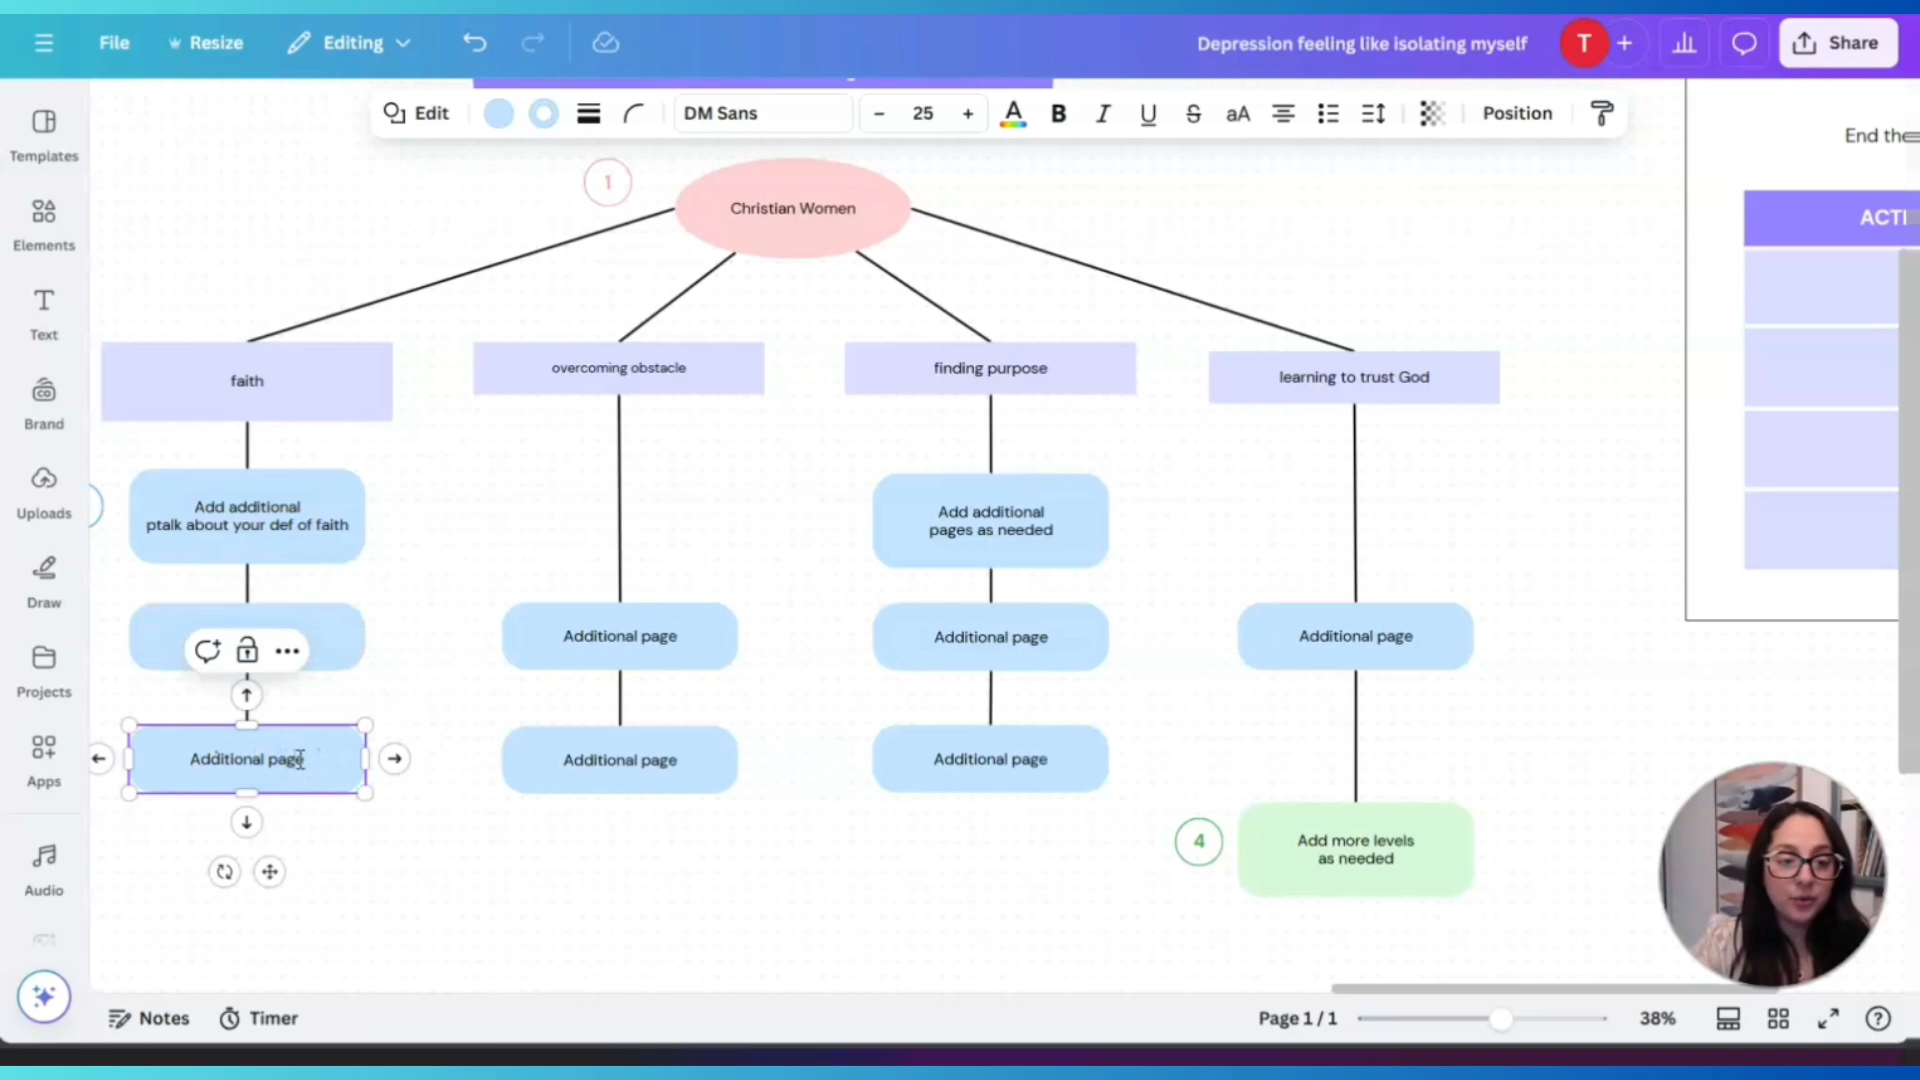 File
Resize
Editing
Depression feeling like isolating myself
T
Share
Edit
DM Sans
25
Position
Templates
Elements
Text
Brand
Uploads
Draw
Projects
Apps
Audio
1
Christian Women
faith
overcoming obstacle
finding purpose
learning to trust God
Add additional
ptalk about your def of faith
Add additional
pages as needed
Additional page
Additional page
Additional page
Additional page
Additional page
Additional page
4
Add more levels
as needed
End the
ACTI
Notes
Timer
Page 1 / 1
38%